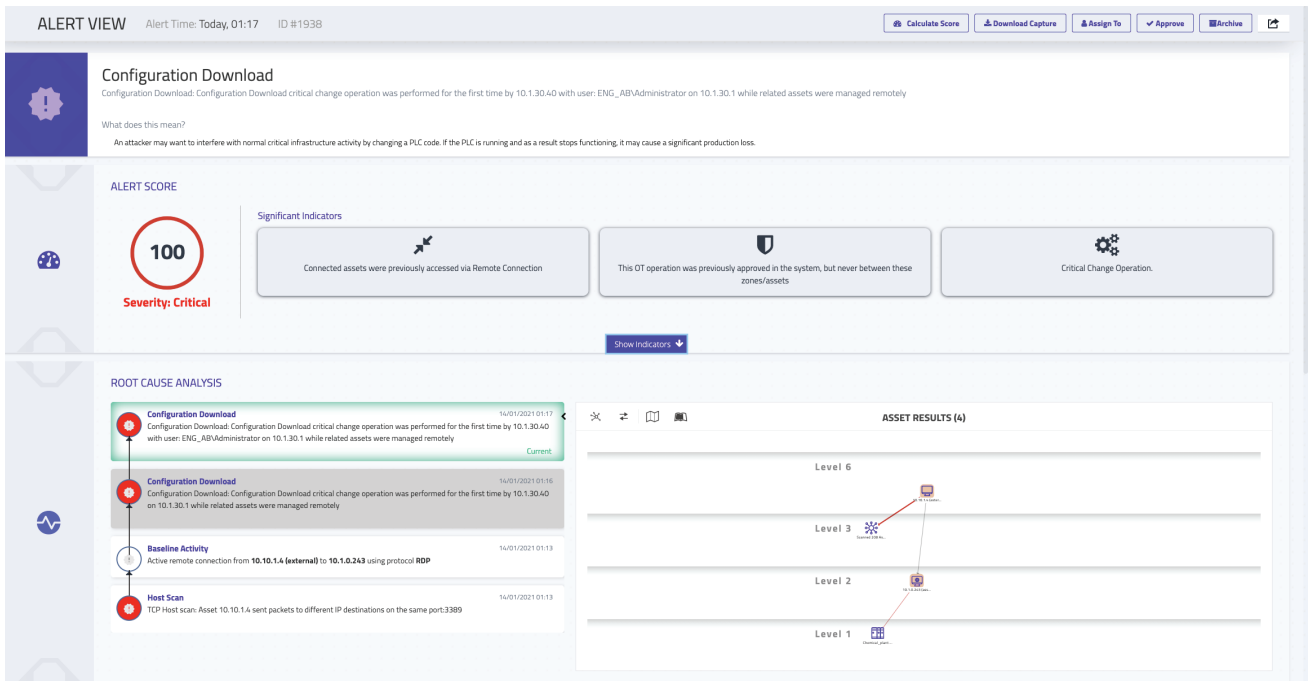 ALERT VIEW Alert Time: Today, 01:17 ID #1938
Calculate Score Download Capture Assign To Approve Archive
Configuration Download
Configuration Download: Configuration Download critical change operation was performed for the first time by 10.1.30.40 with user: ENG_AB\Administrator on 10.1.30.1 while related assets were managed remotely
What does this mean?
An attacker may want to interfere with normal critical infrastructure activity by changing a PLC code. If the PLC is running and as a result stops functioning, it may cause a significant production loss.
ALERT SCORE
100
Severity: Critical
Significant Indicators
Connected assets were previously accessed via Remote Connection
This OT operation was previously approved in the system, but never between these
zones/assets
Critical Change Operation.
Show Indicators
ROOT CAUSE ANALYSIS
Configuration Download 14/01/2021 01:17
Configuration Download: Configuration Download critical change operation was performed for the first time by 10.1.30.40
with user: ENG_AB\Administrator on 10.1.30.1 while related assets were managed remotely
Current
Configuration Download 14/01/2021 01:16
Configuration Download: Configuration Download critical change operation was performed for the first time by 10.1.30.40
on 10.1.30.1 while related assets were managed remotely
Baseline Activity 14/01/2021 01:13
Active remote connection from 10.10.1.4 (external) to 10.1.0.243 using protocol RDP
Host Scan 14/01/2021 01:13
TCP Host scan: Asset 10.10.1.4 sent packets to different IP destinations on the same port:3389
ASSET RESULTS (4)
Level 6
Level 3
Level 2
Level 1